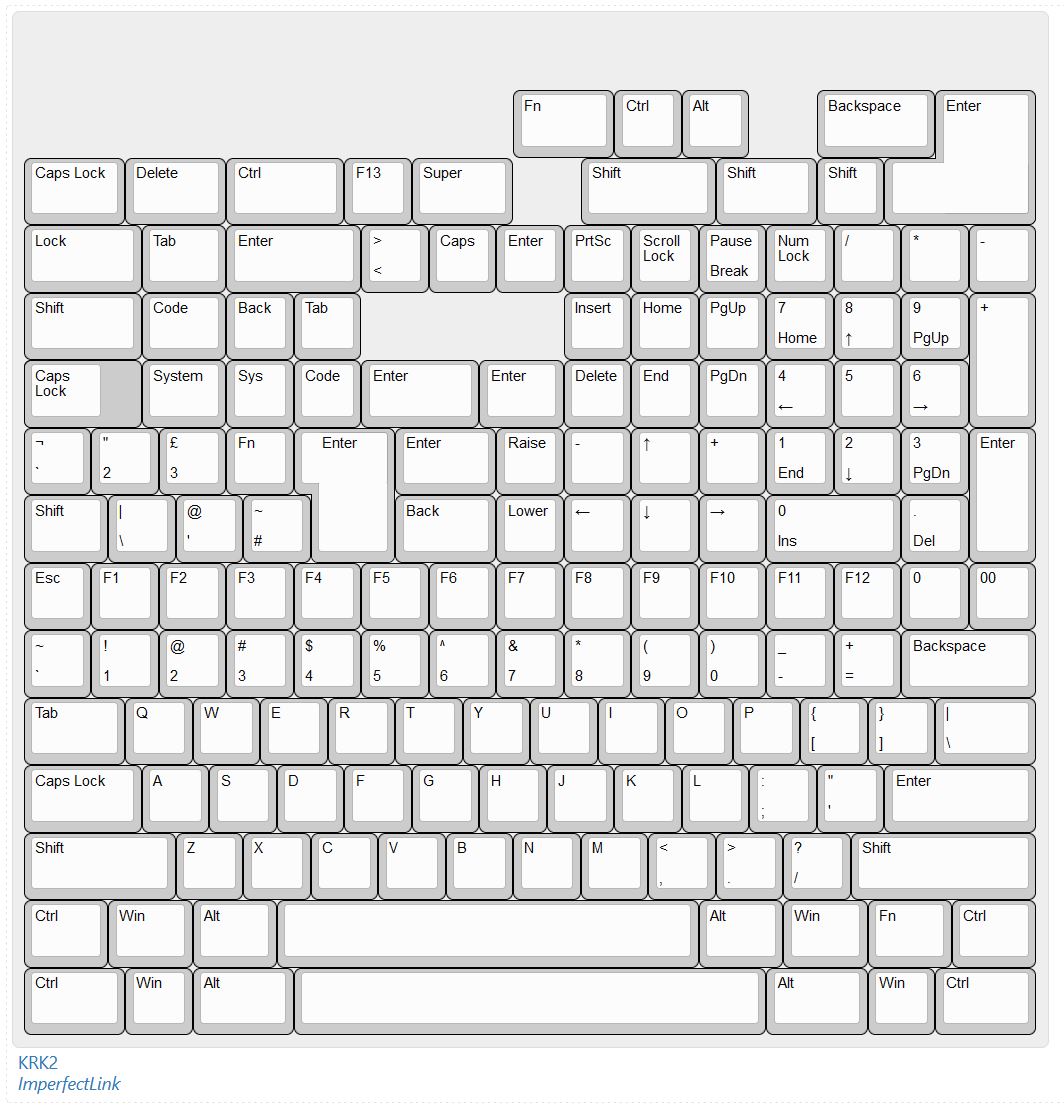 Fn Ctrl Alt Backspace Enter
Caps Lock Delete Ctrl F13 Super Shift Shift Shift
Lock Tab Enter > Caps Enter PrtSc Scroll Pause Num / * -
Lock Break Lock
<
Shift Code Back Tab Insert Home PgUp 7 8 9 +
Home ↑ PgUp
Caps System Sys Code Enter Enter Delete End PgDn 4 5 6
Lock
← →
¬ " £ Fn Enter Enter Raise - ↑ + 1 2 3 Enter
` 2 3 End ↓ PgDn
Shift | @ ~ Back Lower ← ↓ → 0 .
\ ' # Ins Del
Esc F1 F2 F3 F4 F5 F6 F7 F8 F9 F10 F11 F12 0 00
~ ! @ # $ % ^ & * ( ) _ + Backspace
` 1 2 3 4 5 6 7 8 9 0 - =
Tab Q W E R T Y U I O P { } |
[ ] \
Caps Lock A S D F G H J K L : " Enter
; '
Shift Z X C V B N M < > ? Shift
, . /
Ctrl Win Alt Alt Win Fn Ctrl
Ctrl Win Alt Alt Win Ctrl
KRK2
ImperfectLink